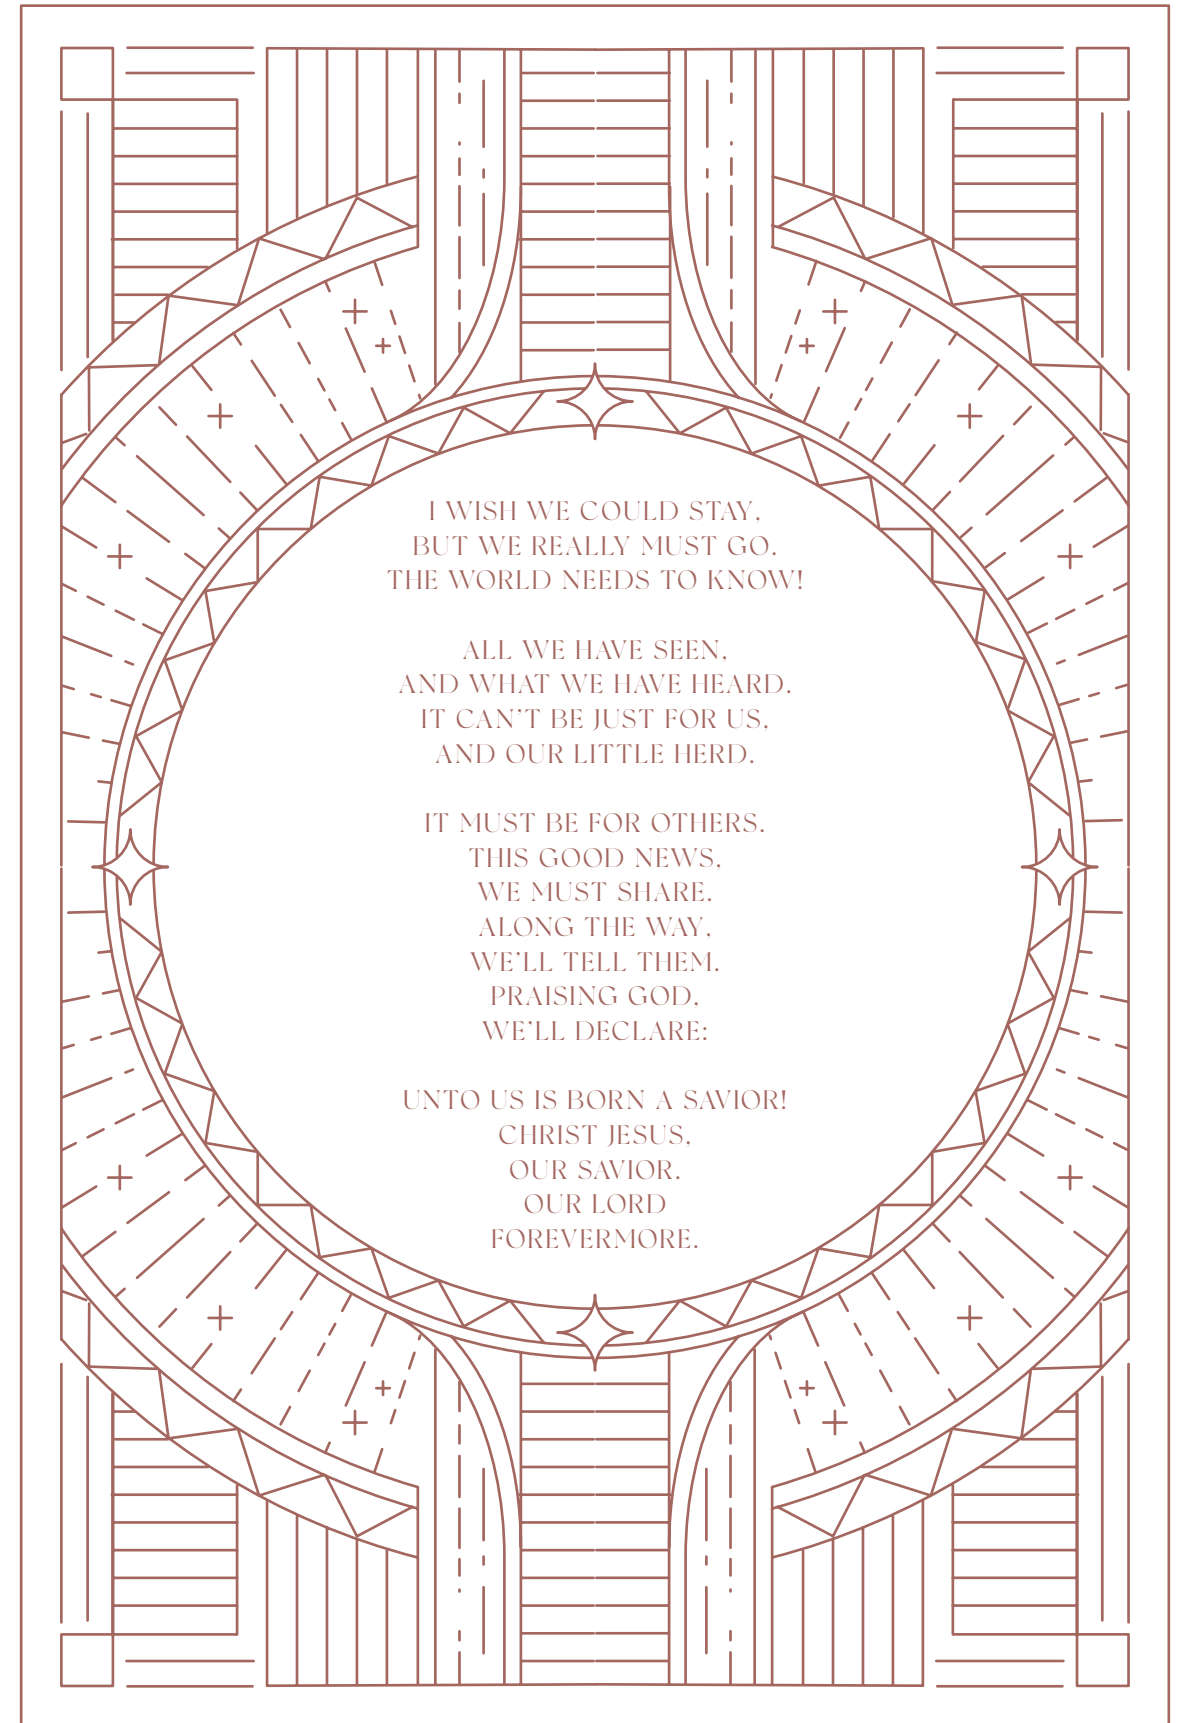 I WISH WE COULD STAY,
BUT WE REALLY MUST GO.
THE WORLD NEEDS TO KNOW!
ALL WE HAVE SEEN,
AND WHAT WE HAVE HEARD.
IT CAN'T BE JUST FOR US,
AND OUR LITTLE HERD.
IT MUST BE FOR OTHERS.
THIS GOOD NEWS,
WE MUST SHARE.
ALONG THE WAY,
WE'LL TELL THEM.
PRAISING GOD,
WE'LL DECLARE:
UNTO US IS BORN A SAVIOR!
CHRIST JESUS,
OUR SAVIOR.
OUR LORD
FOREVERMORE.